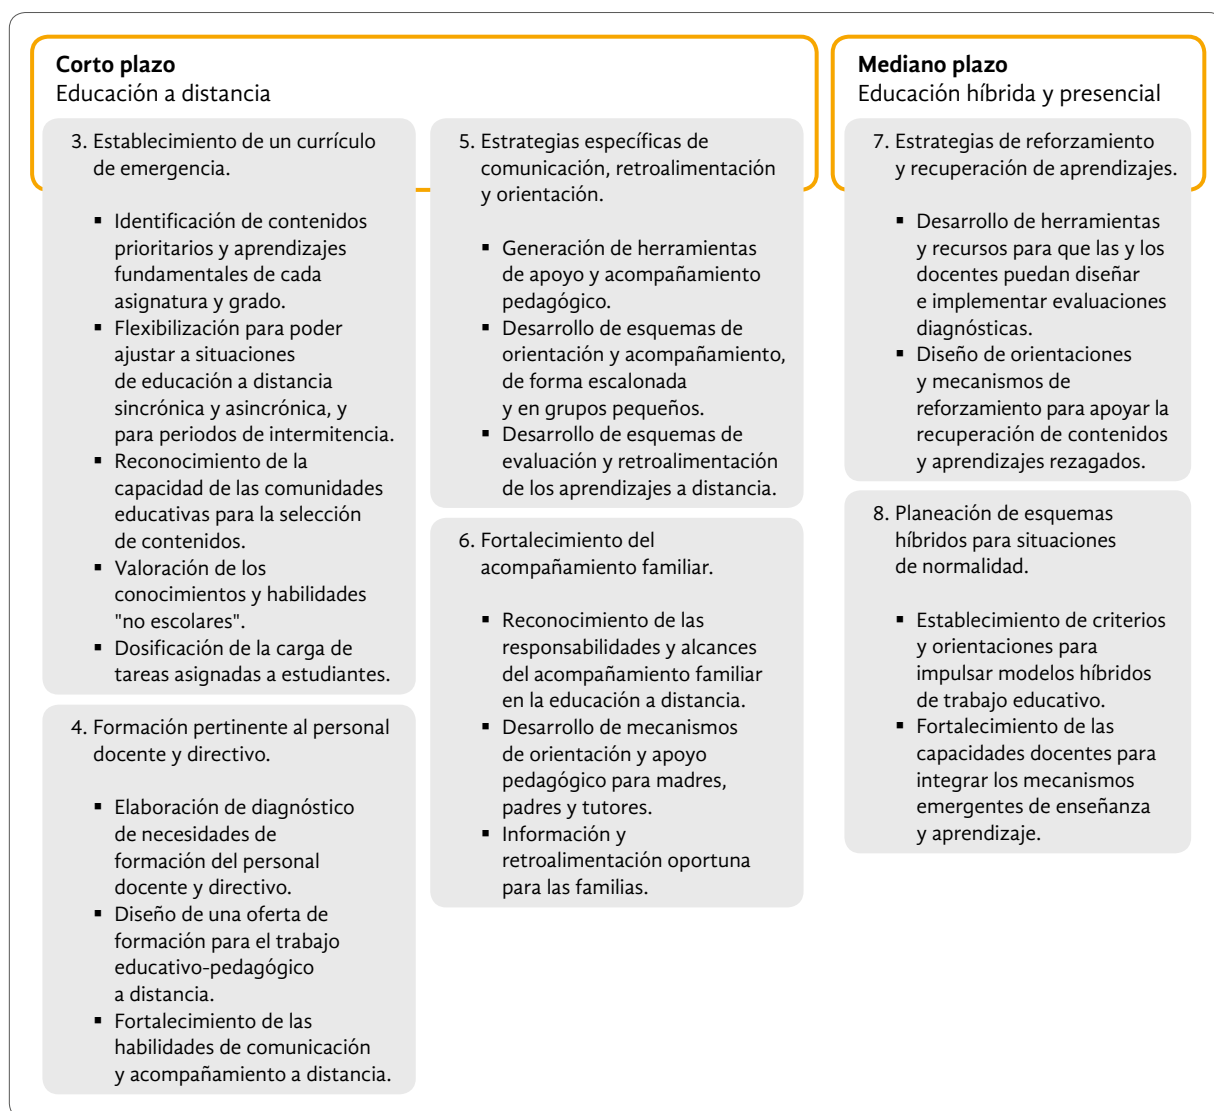 Corto plazo
Educación a distancia
3. Establecimiento de un currículo
de emergencia.
▪ Identificación de contenidos
prioritarios y aprendizajes
fundamentales de cada
asignatura y grado.
▪ Flexibilización para poder
ajustar a situaciones
de educación a distancia
sincrónica y asincrónica, y
para periodos de intermitencia.
▪ Reconocimiento de la
capacidad de las comunidades
educativas para la selección
de contenidos.
▪ Valoración de los
conocimientos y habilidades
"no escolares".
▪ Dosificación de la carga de
tareas asignadas a estudiantes.
4. Formación pertinente al personal
docente y directivo.
▪ Elaboración de diagnóstico
de necesidades de
formación del personal
docente y directivo.
▪ Diseño de una oferta de
formación para el trabajo
educativo-pedagógico
a distancia.
▪ Fortalecimiento de las
habilidades de comunicación
y acompañamiento a distancia.
5. Estrategias específicas de
comunicación, retroalimentación
y orientación.
▪ Generación de herramientas
de apoyo y acompañamiento
pedagógico.
▪ Desarrollo de esquemas de
orientación y acompañamiento,
de forma escalonada
y en grupos pequeños.
▪ Desarrollo de esquemas de
evaluación y retroalimentación
de los aprendizajes a distancia.
6. Fortalecimiento del
acompañamiento familiar.
▪ Reconocimiento de las
responsabilidades y alcances
del acompañamiento familiar
en la educación a distancia.
▪ Desarrollo de mecanismos
de orientación y apoyo
pedagógico para madres,
padres y tutores.
▪ Información y
retroalimentación oportuna
para las familias.
Mediano plazo
Educación híbrida y presencial
7. Estrategias de reforzamiento
y recuperación de aprendizajes.
▪ Desarrollo de herramientas
y recursos para que las y los
docentes puedan diseñar
e implementar evaluaciones
diagnósticas.
▪ Diseño de orientaciones
y mecanismos de
reforzamiento para apoyar la
recuperación de contenidos
y aprendizajes rezagados.
8. Planeación de esquemas
híbridos para situaciones
de normalidad.
▪ Establecimiento de criterios
y orientaciones para
impulsar modelos híbridos
de trabajo educativo.
▪ Fortalecimiento de las
capacidades docentes para
integrar los mecanismos
emergentes de enseñanza
y aprendizaje.